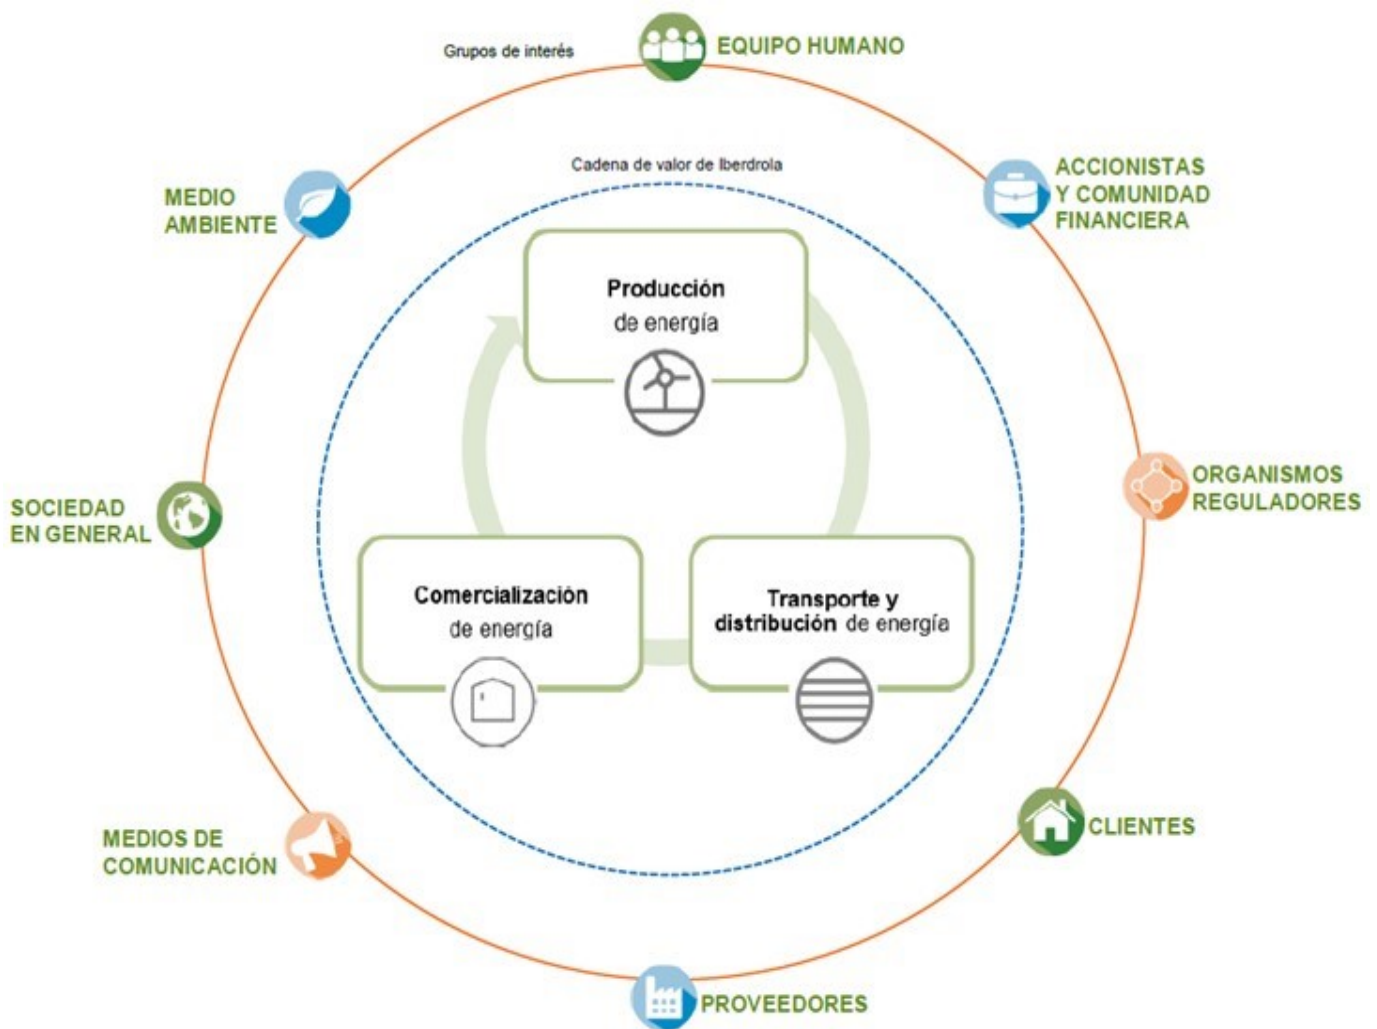 Grupos de interés
EQUIPO HUMANO
Cadena de valor de Iberdrola
ACCIONISTAS
Y COMUNIDAD
FINANCIERA
MEDIO
AMBIENTE
Producción
de energía
ORGANISMOS
REGULADORES
SOCIEDAD
EN GENERAL
Comercialización
de energía
Transporte y
distribución de energía
CLIENTES
MEDIOS DE
COMUNICACIÓN
PROVEEDORES